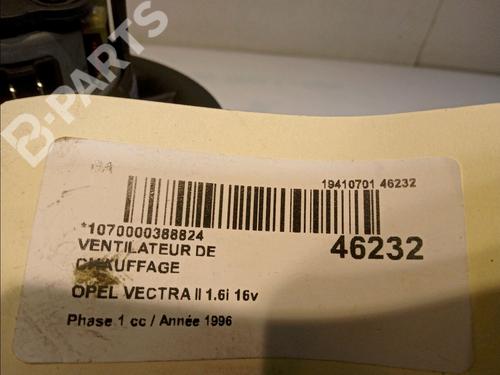 B-PARTS
19410701 46232
*1070000388824
46232
VENTILATEUR DE
CHAUFFAGE
OPEL VECTRA II 1.6i 16v
Phase 1 cc / Année 1996